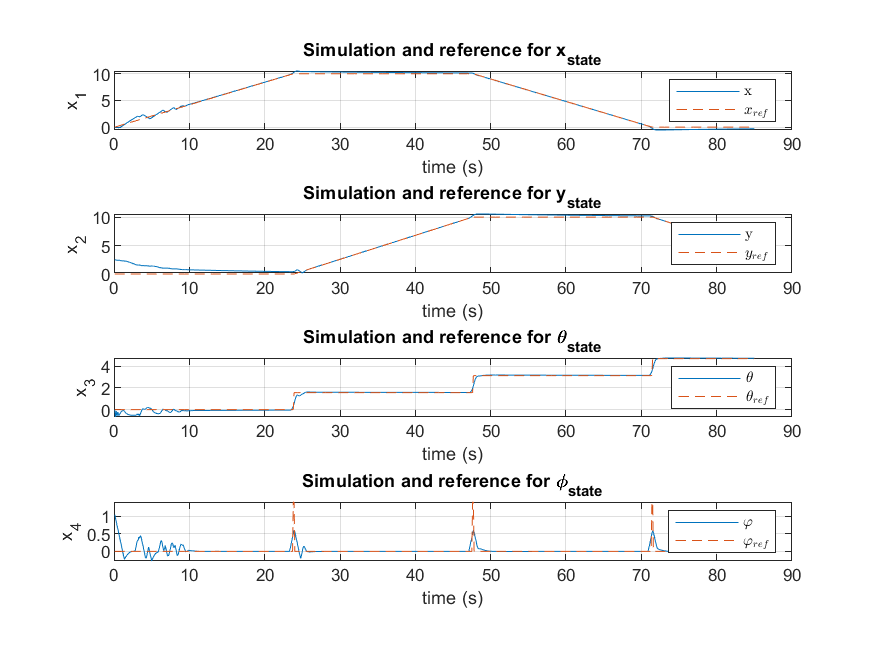 Simulation and reference for x_state
x_1
10
5
0
0 10 20 30 40 50 60 70 80 90
time (s)
x
x_ref
Simulation and reference for y_state
x_2
10
5
0
0 10 20 30 40 50 60 70 80 90
time (s)
y
y_ref
Simulation and reference for θ_state
x_3
4
2
0
0 10 20 30 40 50 60 70 80 90
time (s)
θ
θ_ref
Simulation and reference for ϕ_state
x_4
1
0.5
0
0 10 20 30 40 50 60 70 80 90
time (s)
φ
φ_ref